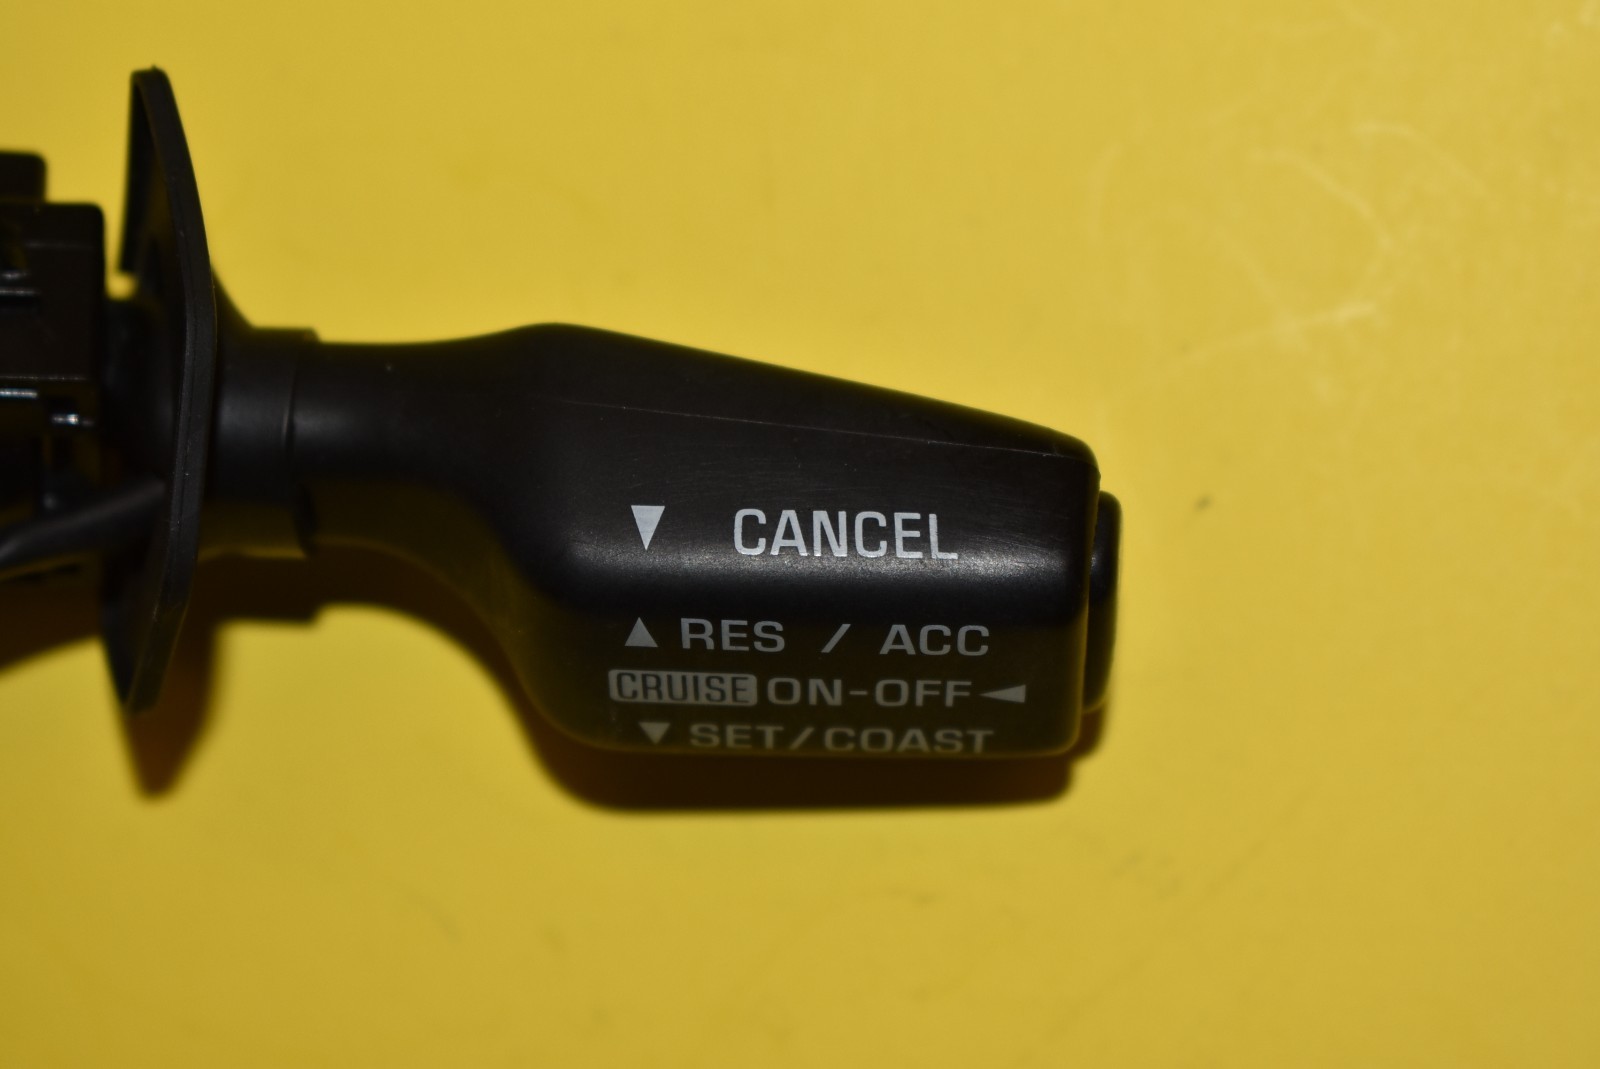 ▼ CANCEL
▲ RES / ACC
CRUISE ON-OFF ◄
▼ SET/COAST